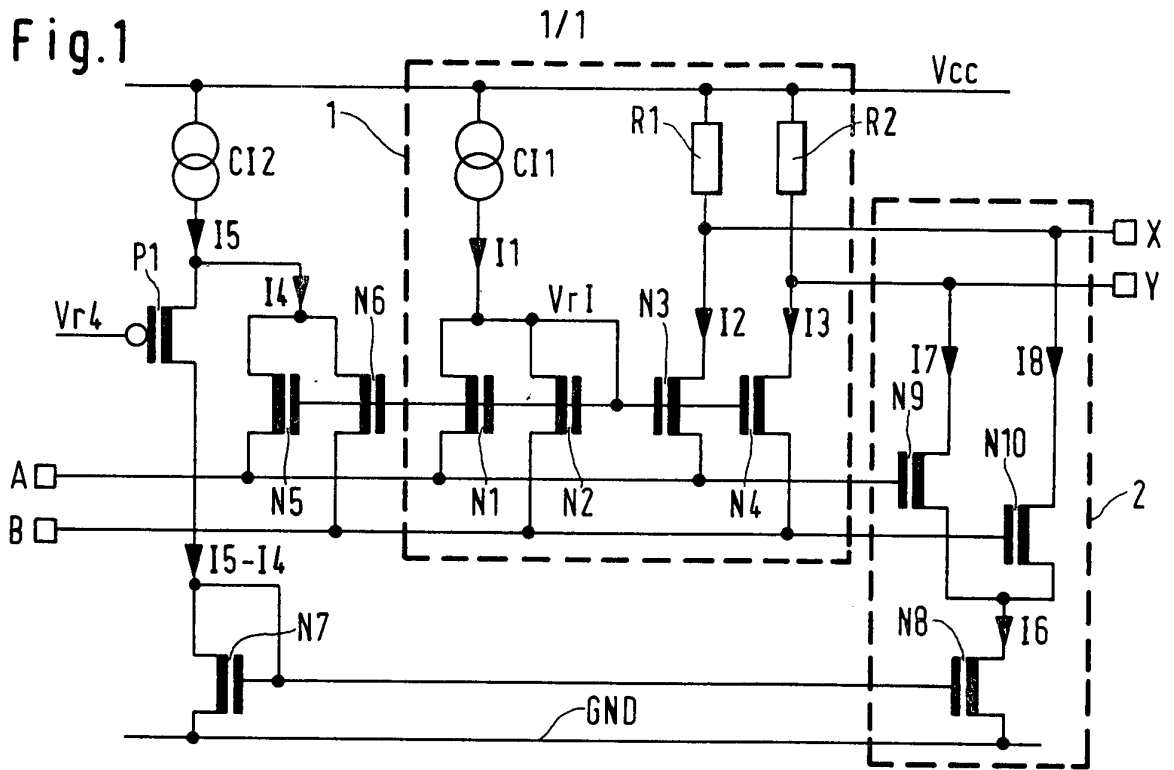 Fig.1
1/1
Vcc
1
R1
R2
CI2
CI1
I5
I1
X
P1
Y
I4
N6
VrI
N3
Vr4
I2
I3
I7
I8
N9
N10
A
N5
N1
N2
N4
2
B
I5-I4
N7
N8
I6
GND